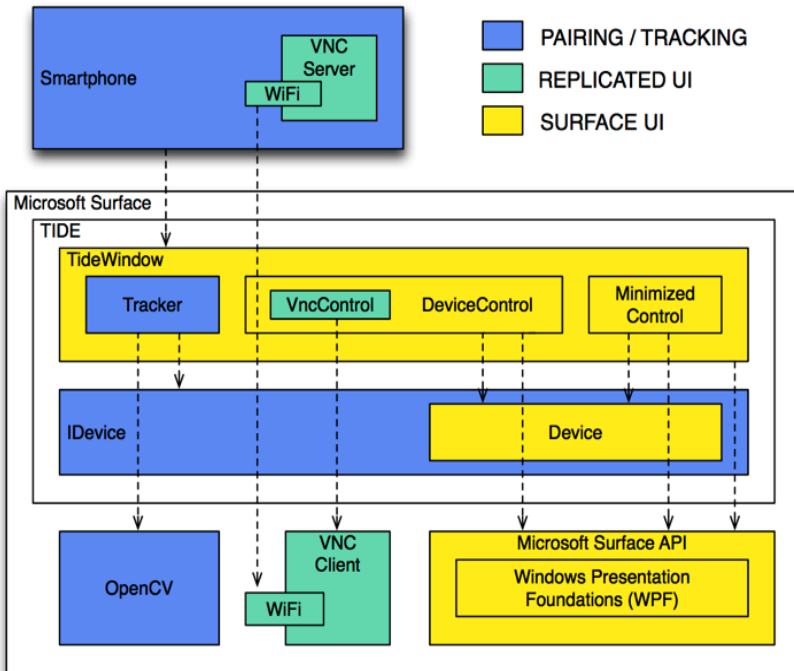 VNC
Server
Smartphone
WiFi
PAIRING / TRACKING
REPLICATED UI
SURFACE UI
Microsoft Surface
TIDE
TideWindow
Tracker
VncControl
DeviceControl
Minimized
Control
IDevice
Device
OpenCV
VNC
Client
WiFi
Microsoft Surface API
Windows Presentation
Foundations (WPF)